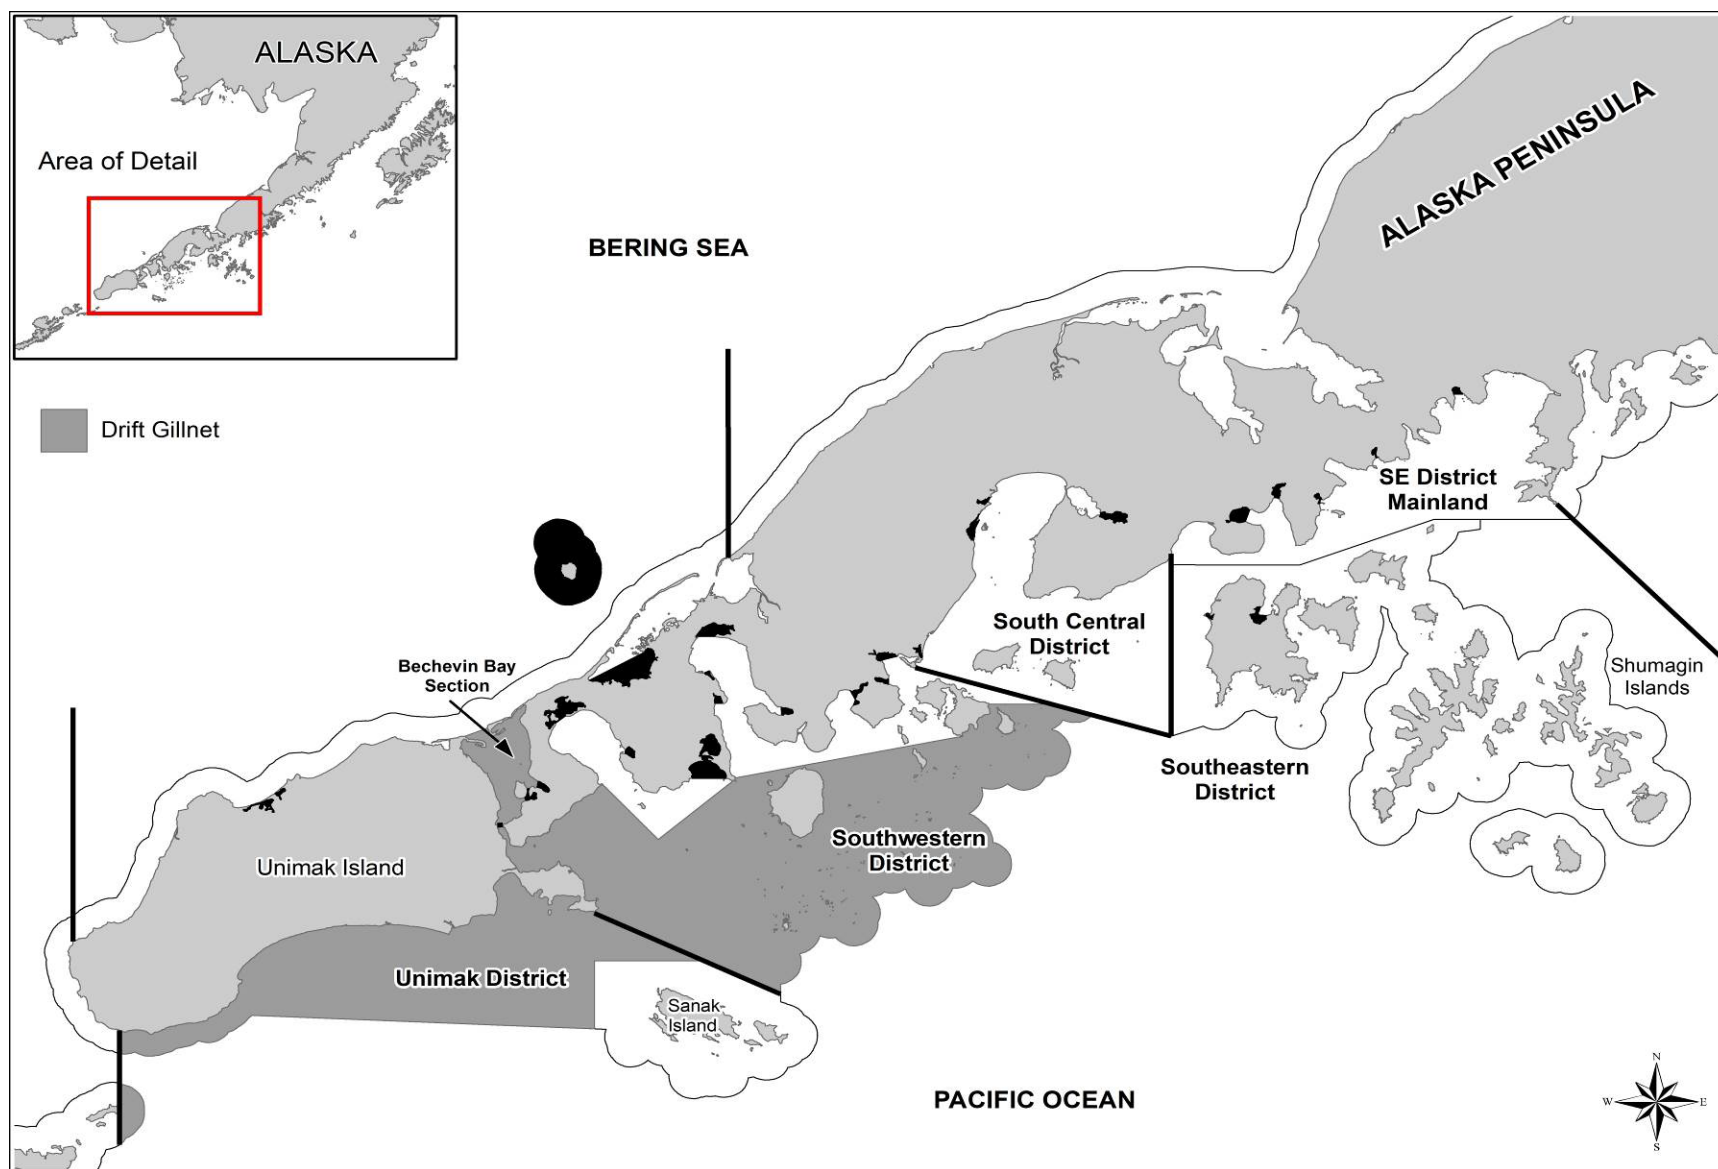 ALASKA
Area of Detail
ALASKA PENINSULA
BERING SEA
Drift Gillnet
SE District
Mainland
South Central
District
Bechevin Bay
Section
Shumagin
Islands
Southeastern
District
Southwestern
District
Unimak Island
Unimak District
Sanak
Island
PACIFIC OCEAN
N
W
E
S